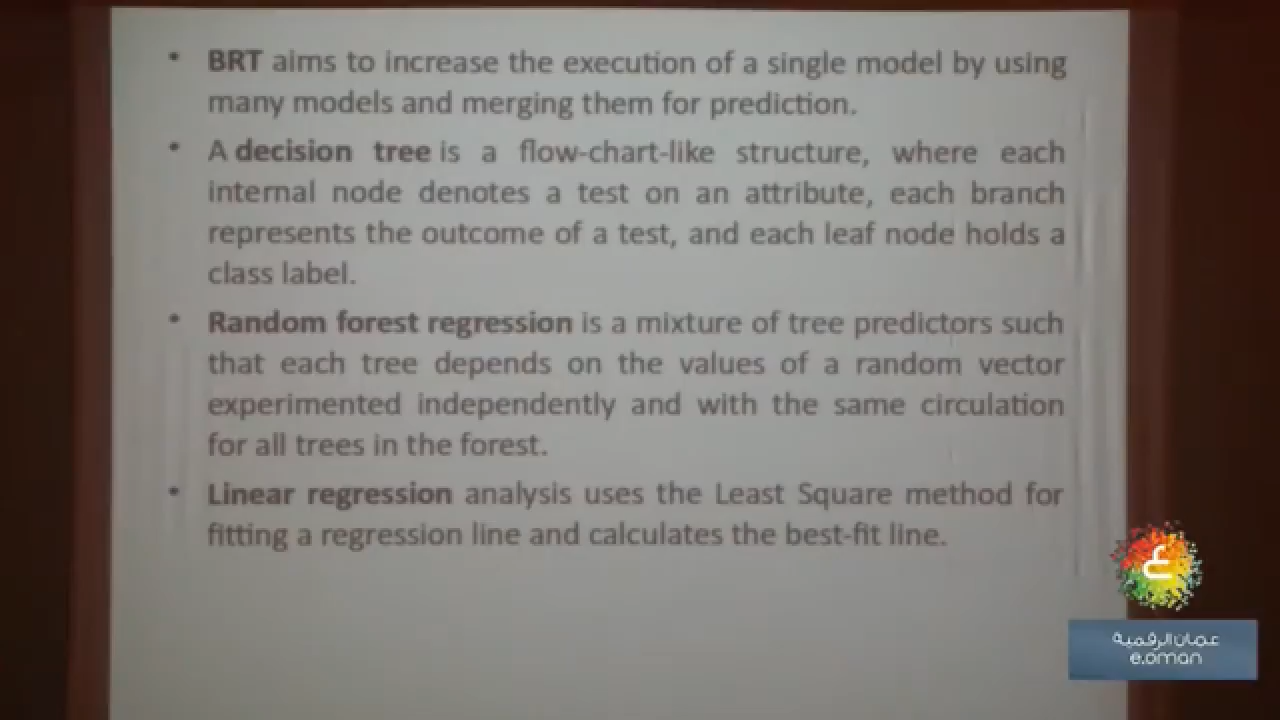 • BRT aims to increase the execution of a single model by using
many models and merging them for prediction.
• A decision tree is a flow-chart-like structure, where each
internal node denotes a test on an attribute, each branch
represents the outcome of a test, and each leaf node holds a
class label.
• Random forest regression is a mixture of tree predictors such
that each tree depends on the values of a random vector
experimented independently and with the same circulation
for all trees in the forest.
• Linear regression analysis uses the Least Square method for
fitting a regression line and calculates the best-fit line.
ع
عمان الرقمية
e.oman